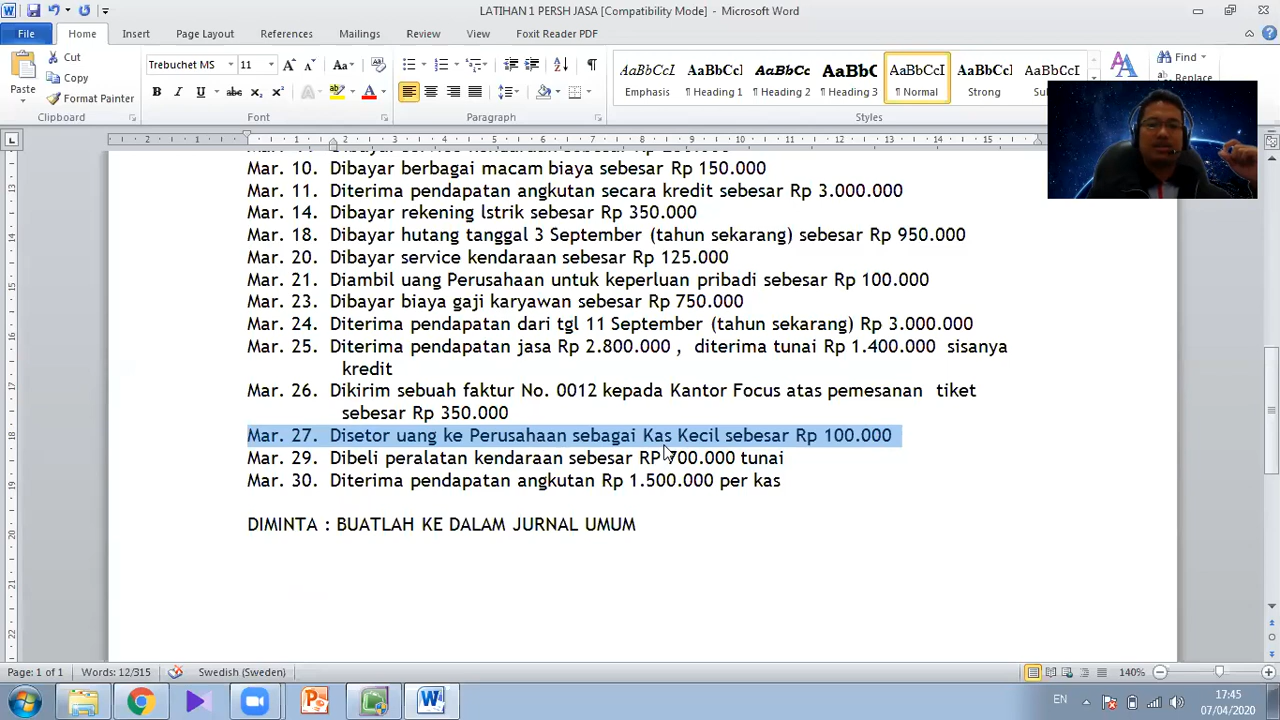 LATIHAN 1 PERSH JASA [Compatibility Mode] - Microsoft Word
File Home Insert Page Layout References Mailings Review View Foxit Reader PDF
Paste
Cut
Copy
Format Painter
Clipboard
Trebuchet MS 11
Font
Paragraph
AaBbCcI AaBbCcl AaBbCc AaBbC AaBbCcI AaBbCcI AaBbCcI
Emphasis ¶ Heading 1 ¶ Heading 2 ¶ Heading 3 ¶ Normal Strong
Styles
Find
Replace
Mar. 10. Dibayar berbagai macam biaya sebesar Rp 150.000
Mar. 11. Diterima pendapatan angkutan secara kredit sebesar Rp 3.000.000
Mar. 14. Dibayar rekening lstrik sebesar Rp 350.000
Mar. 18. Dibayar hutang tanggal 3 September (tahun sekarang) sebesar Rp 950.000
Mar. 20. Dibayar service kendaraan sebesar Rp 125.000
Mar. 21. Diambil uang Perusahaan untuk keperluan pribadi sebesar Rp 100.000
Mar. 23. Dibayar biaya gaji karyawan sebesar Rp 750.000
Mar. 24. Diterima pendapatan dari tgl 11 September (tahun sekarang) Rp 3.000.000
Mar. 25. Diterima pendapatan jasa Rp 2.800.000 , diterima tunai Rp 1.400.000 sisanya
kredit
Mar. 26. Dikirim sebuah faktur No. 0012 kepada Kantor Focus atas pemesanan tiket
sebesar Rp 350.000
Mar. 27. Disetor uang ke Perusahaan sebagai Kas Kecil sebesar Rp 100.000
Mar. 29. Dibeli peralatan kendaraan sebesar RP 700.000 tunai
Mar. 30. Diterima pendapatan angkutan Rp 1.500.000 per kas
DIMINTA : BUATLAH KE DALAM JURNAL UMUM
Page: 1 of 1 Words: 12/315 Swedish (Sweden) 140%
EN 17:45
07/04/2020